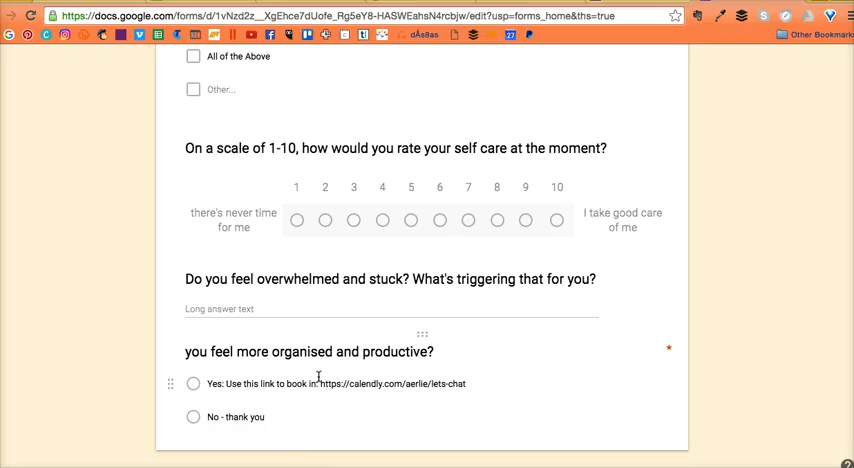 https://docs.google.com/forms/d/1vNzd2z__XgEhce7dUofe_Rg5eY8-HASWEahsN4rcbjw/edit?usp=forms_home&ths=true
dÅs8as
27
Other Bookmark
All of the Above
Other...
On a scale of 1-10, how would you rate your self care at the moment?
1 2 3 4 5 6 7 8 9 10
there's never time for me
I take good care of me
Do you feel overwhelmed and stuck? What's triggering that for you?
Long answer text
you feel more organised and productive?
*
Yes: Use this link to book in: https://calendly.com/aerlie/lets-chat
No - thank you